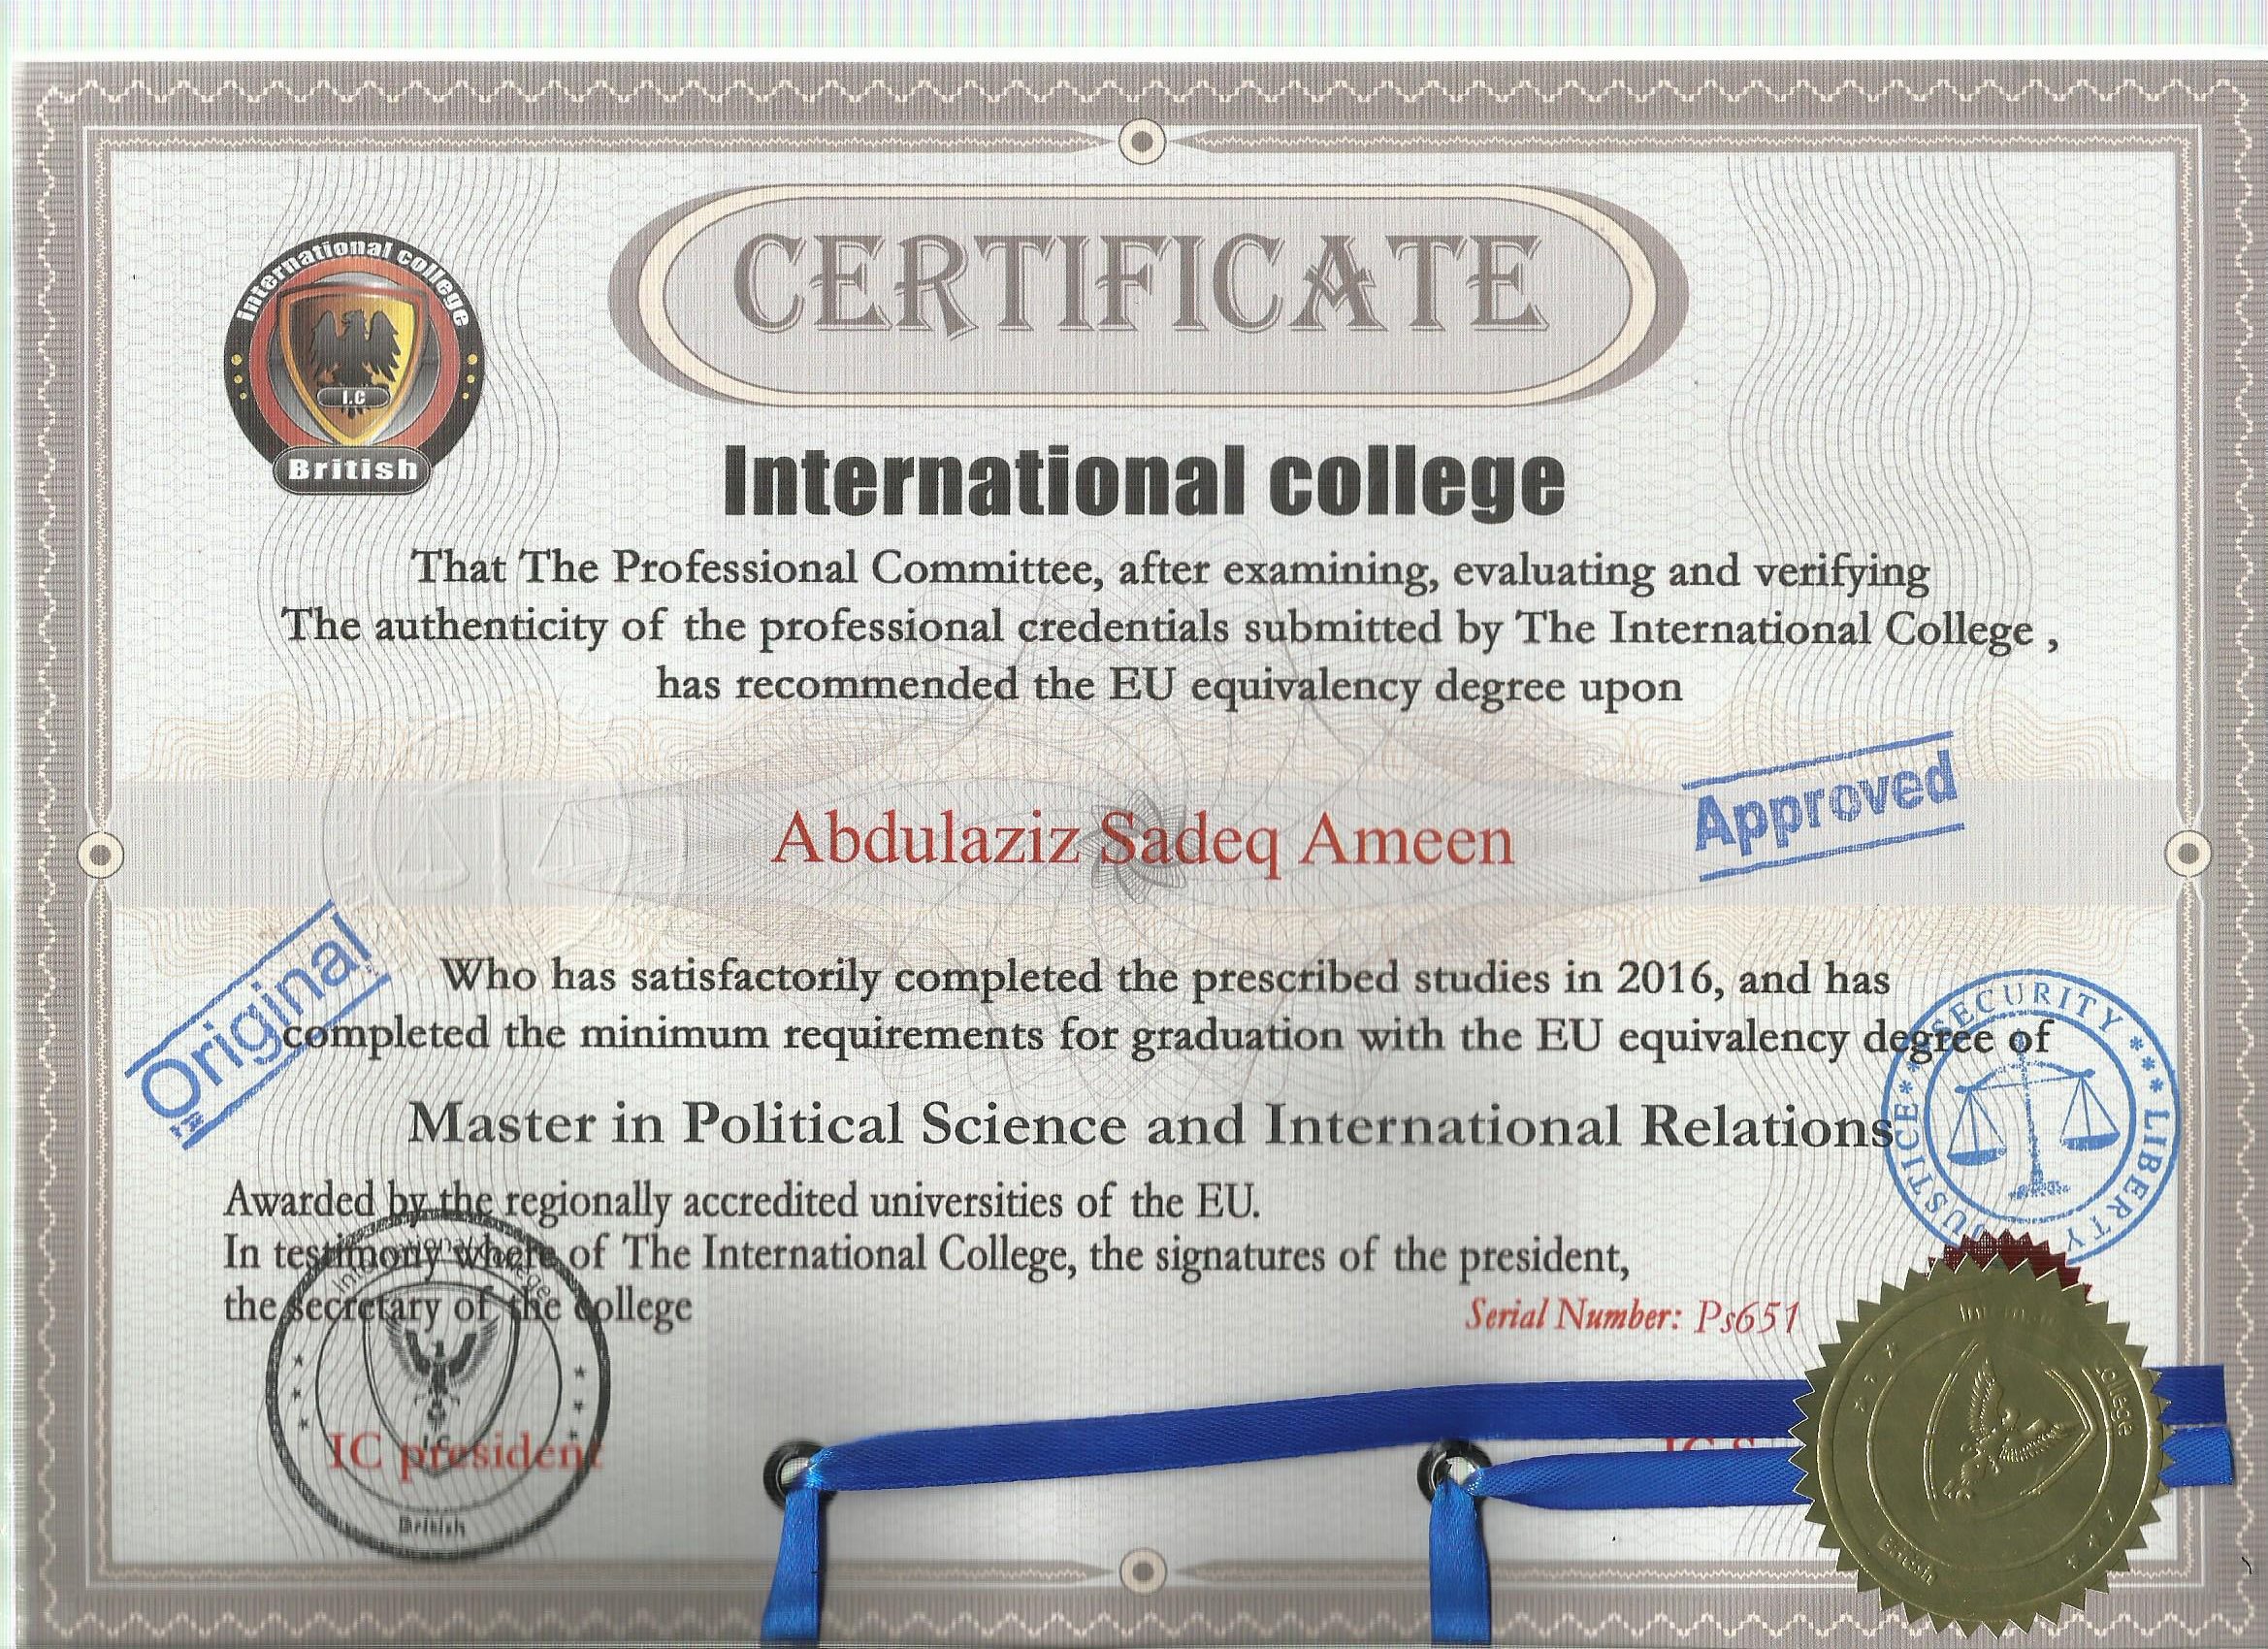 International college
I.C
British
CERTIFICATE
International college
That The Professional Committee, after examining, evaluating and verifying
The authenticity of the professional credentials submitted by The International College ,
has recommended the EU equivalency degree upon
Approved
Abdulaziz Sadeq Ameen
Original
Who has satisfactorily completed the prescribed studies in 2016, and has
completed the minimum requirements for graduation with the EU equivalency degree of
Master in Political Science and International Relations
SECURITY *** LIBERTY
JUSTICE
Awarded by the regionally accredited universities of the EU.
In testimony where of The International College, the signatures of the president,
the secretary of the college
Serial Number: Ps651
International College
I.C
British
IC president
College
British